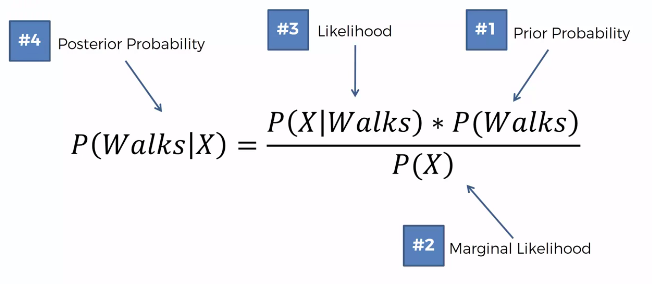 #4 Posterior Probability
#3 Likelihood
#1 Prior Probability
P(Walks|X) = P(X|Walks) * P(Walks)
P(X)
#2 Marginal Likelihood